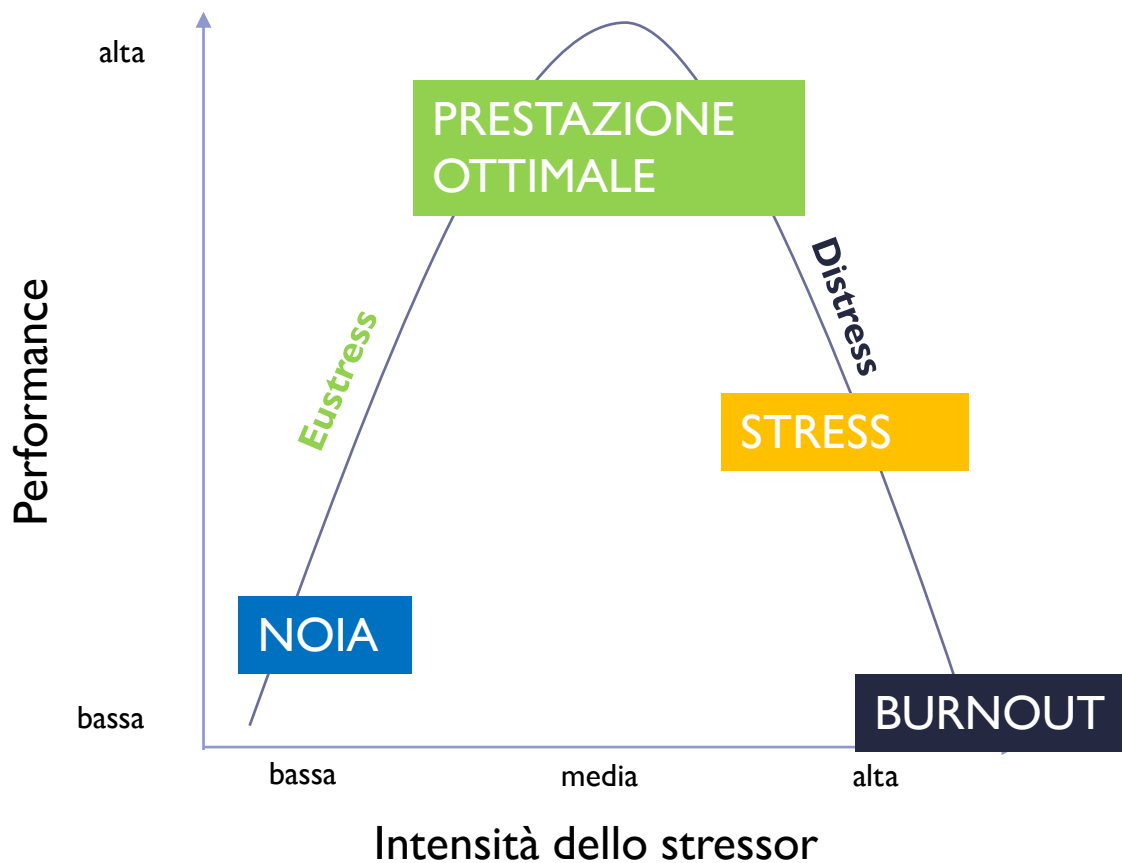 alta
PRESTAZIONE
OTTIMALE
Distress
Performance
Eustress
STRESS
NOIA
BURNOUT
bassa
bassa
media
alta
Intensità dello stressor